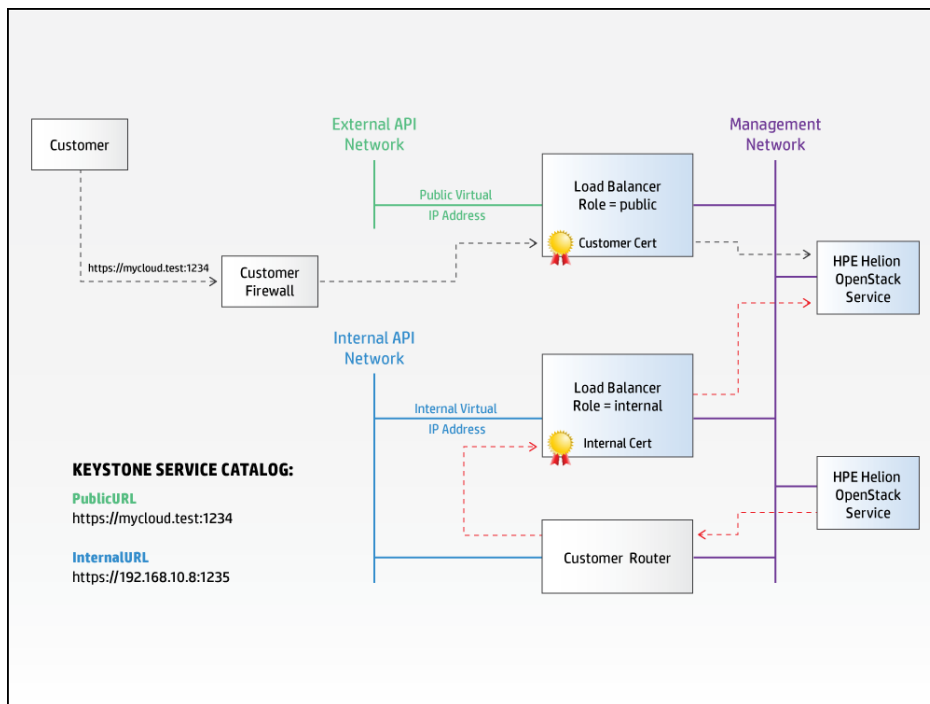 External API
Network
Management
Network
Customer
Load Balancer
Role = public
Public Virtual
IP Address
Customer Cert
https://mycloud.test:1234
Customer
Firewall
HPE Helion
OpenStack
Service
Internal API
Network
Load Balancer
Role = internal
Internal Virtual
IP Address
Internal Cert
KEYSTONE SERVICE CATALOG:
PublicURL
https://mycloud.test:1234
InternalURL
https://192.168.10.8:1235
HPE Helion
OpenStack
Service
Customer Router